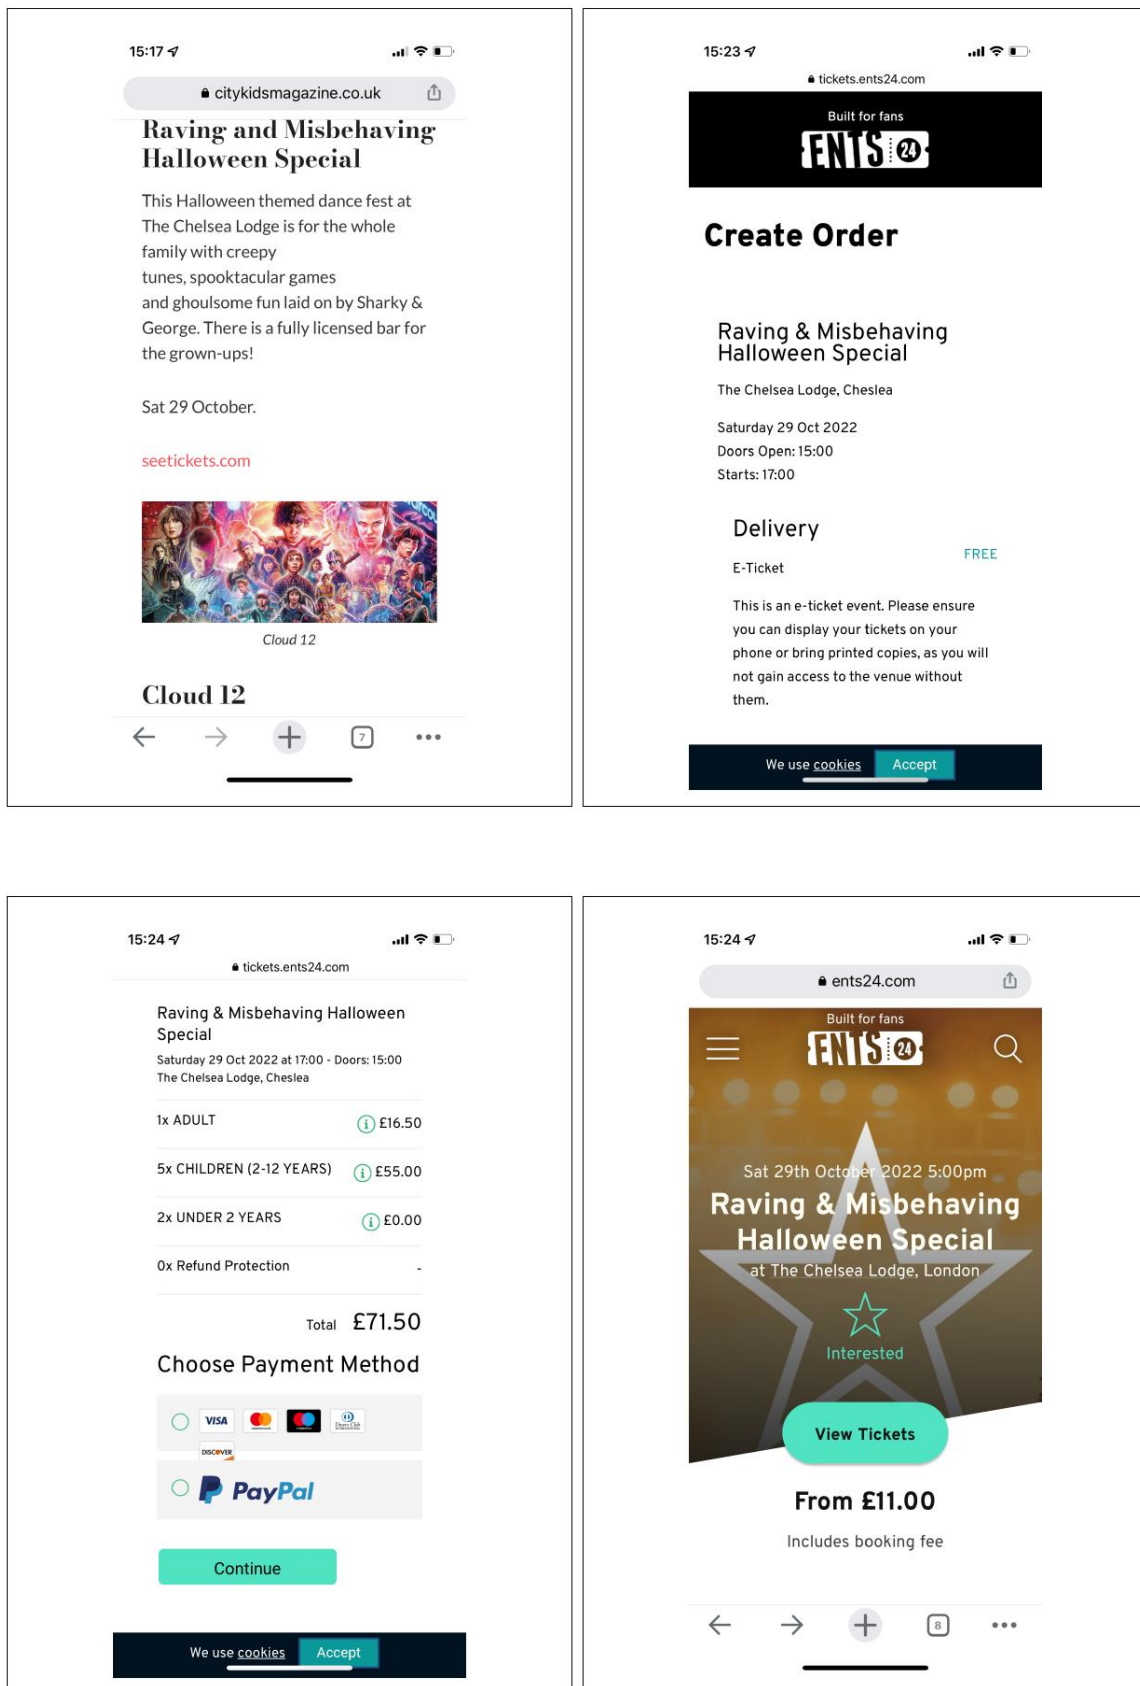 15:17
citykidsmagazine.co.uk
Raving and Misbehaving
Halloween Special
This Halloween themed dance fest at
The Chelsea Lodge is for the whole
family with creepy
tunes, spooktacular games
and ghoulsome fun laid on by Sharky &
George. There is a fully licensed bar for
the grown-ups!
Sat 29 October.
seetickets.com
Cloud 12
Cloud 12
7
15:23
tickets.ents24.com
Built for fans
ENTS 24
Create Order
Raving & Misbehaving
Halloween Special
The Chelsea Lodge, Cheslea
Saturday 29 Oct 2022
Doors Open: 15:00
Starts: 17:00
Delivery
FREE
E-Ticket
This is an e-ticket event. Please ensure
you can display your tickets on your
phone or bring printed copies, as you will
not gain access to the venue without
them.
We use cookies Accept
15:24
tickets.ents24.com
Raving & Misbehaving Halloween
Special
Saturday 29 Oct 2022 at 17:00 - Doors: 15:00
The Chelsea Lodge, Cheslea
1x ADULT £16.50
5x CHILDREN (2-12 YEARS) £55.00
2x UNDER 2 YEARS £0.00
0x Refund Protection -
Total £71.50
Choose Payment Method
VISA
DISCOVER
PayPal
Continue
We use cookies Accept
15:24
ents24.com
Built for fans
ENTS 24
Sat 29th October 2022 5:00pm
Raving & Misbehaving
Halloween Special
at The Chelsea Lodge, London
Interested
View Tickets
From £11.00
Includes booking fee
8